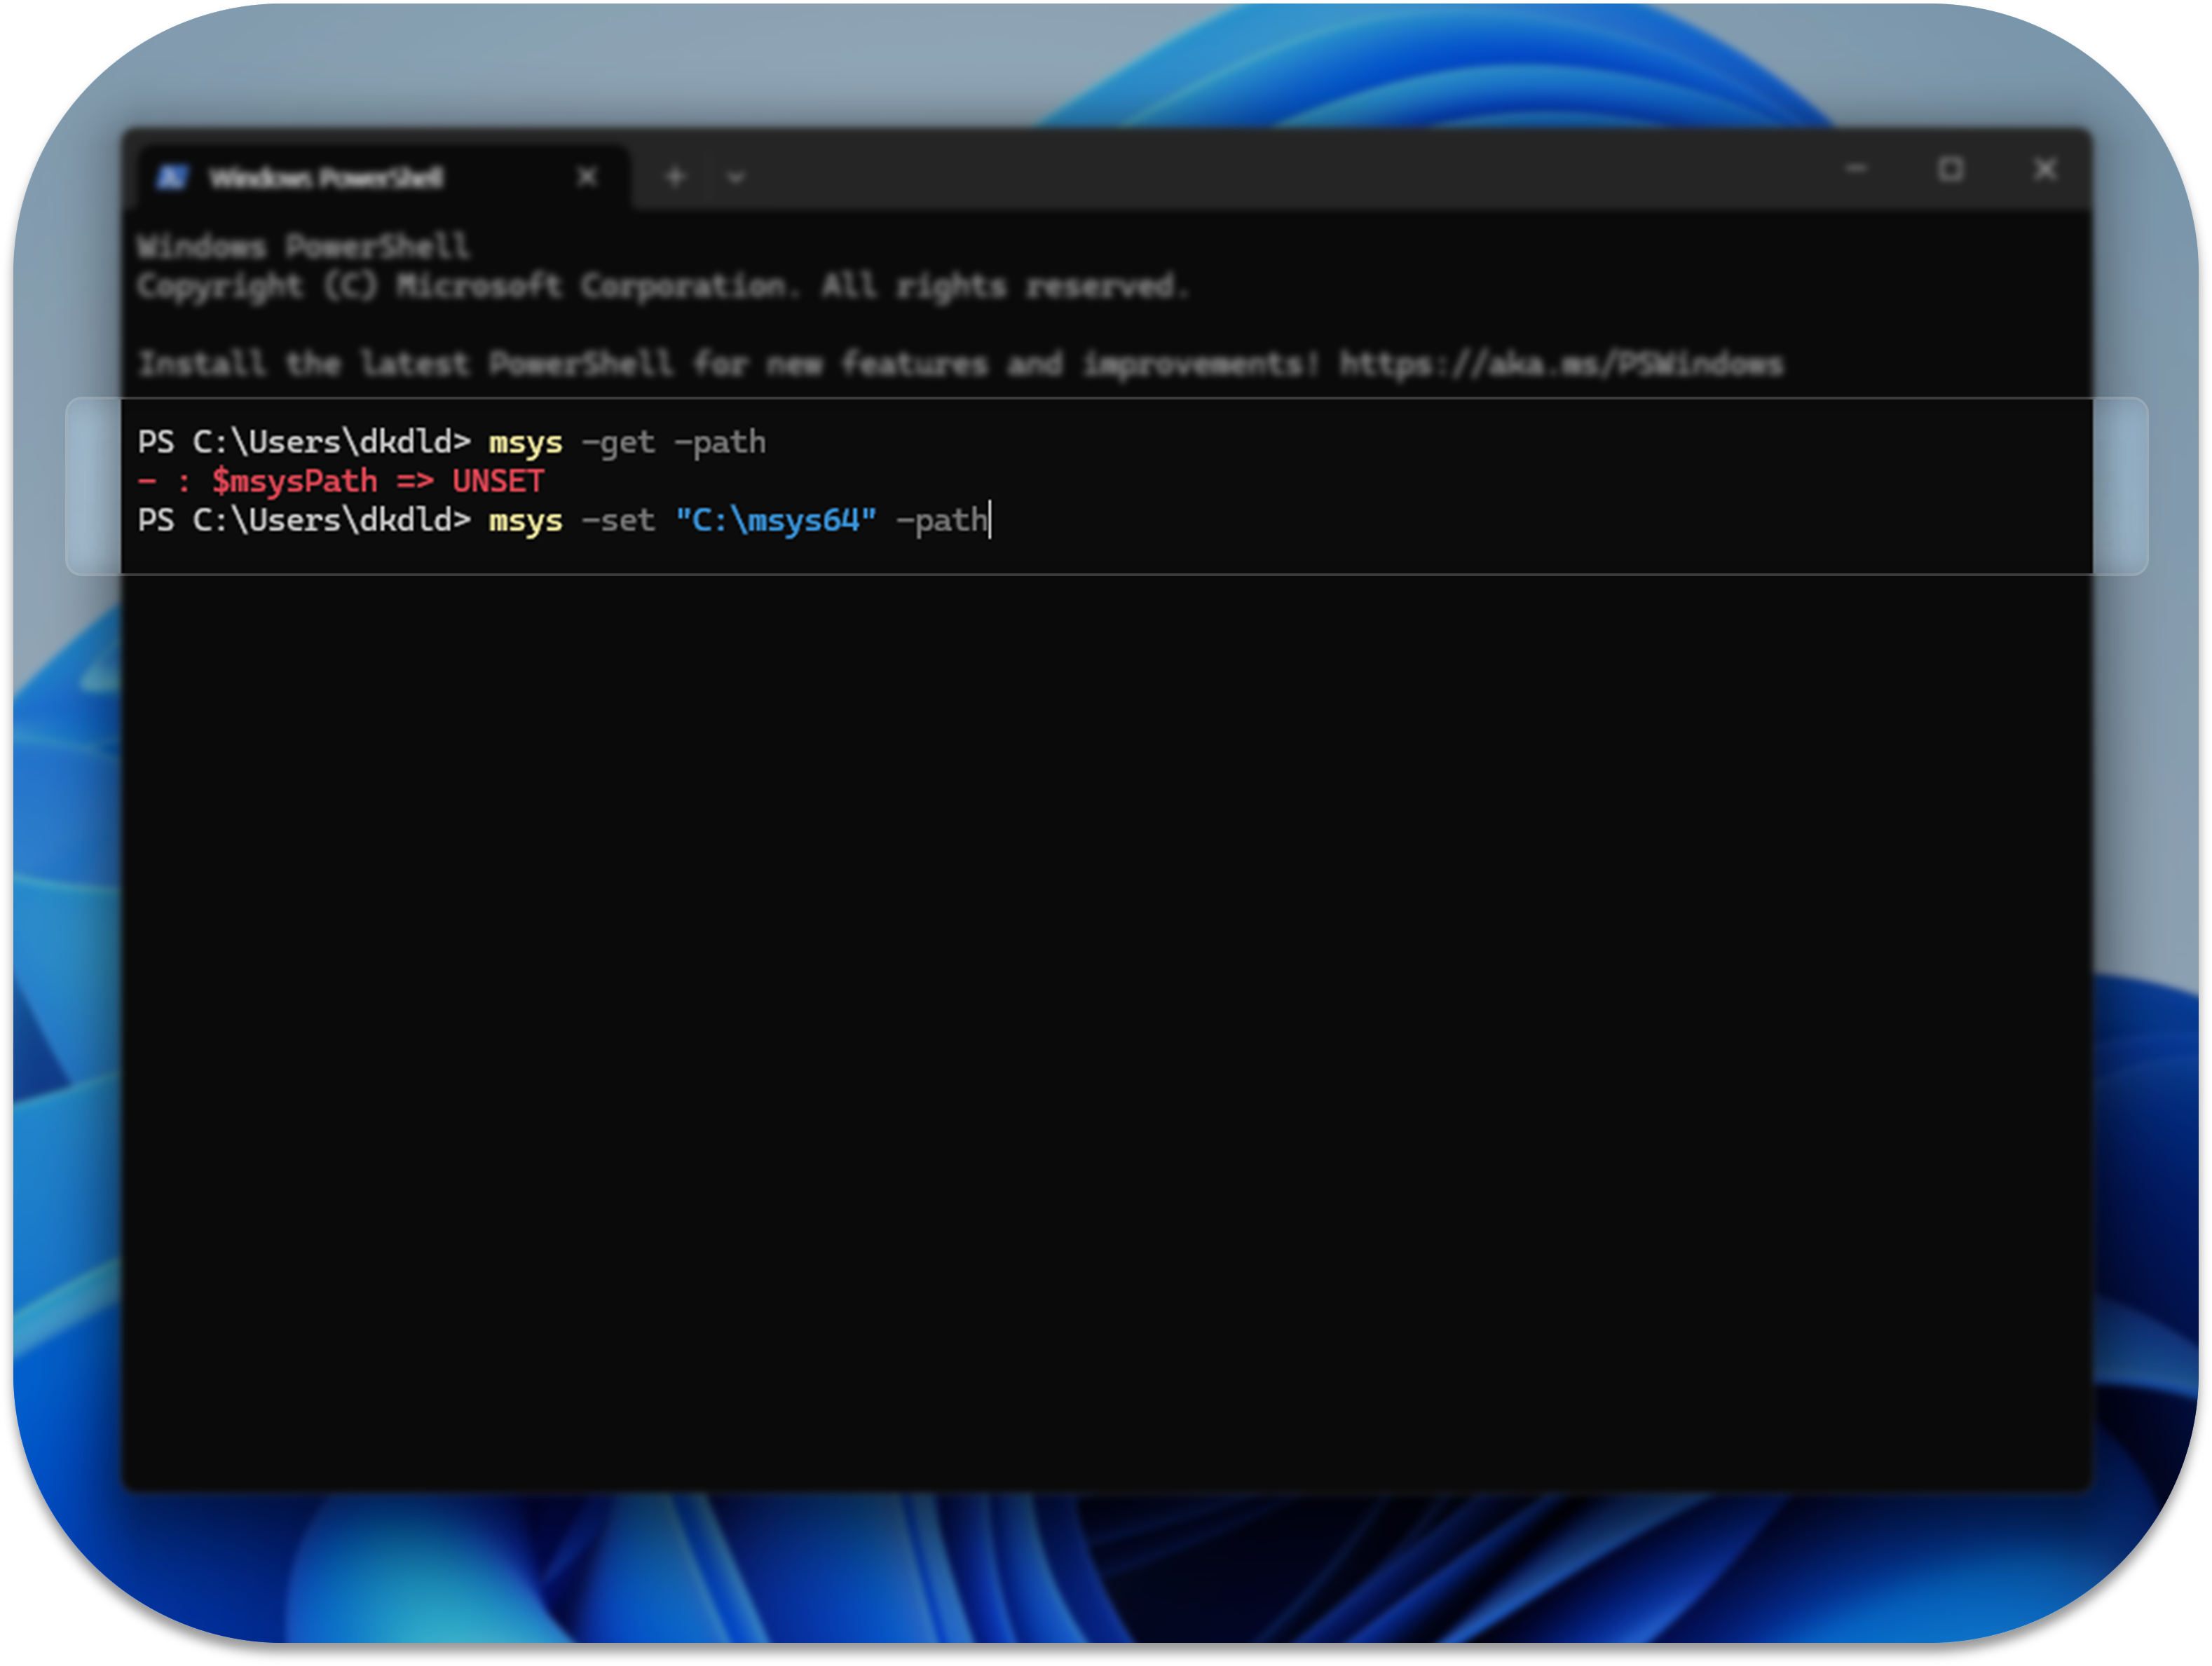 Windows PowerShell
Windows PowerShell
Copyright (C) Microsoft Corporation. All rights reserved.
Install the latest PowerShell for new features and improvements! https://aka.ms/PSWindows
PS C:\Users\dkdld> msys -get -path
- : $msysPath => UNSET
PS C:\Users\dkdld> msys -set "C:\msys64" -path